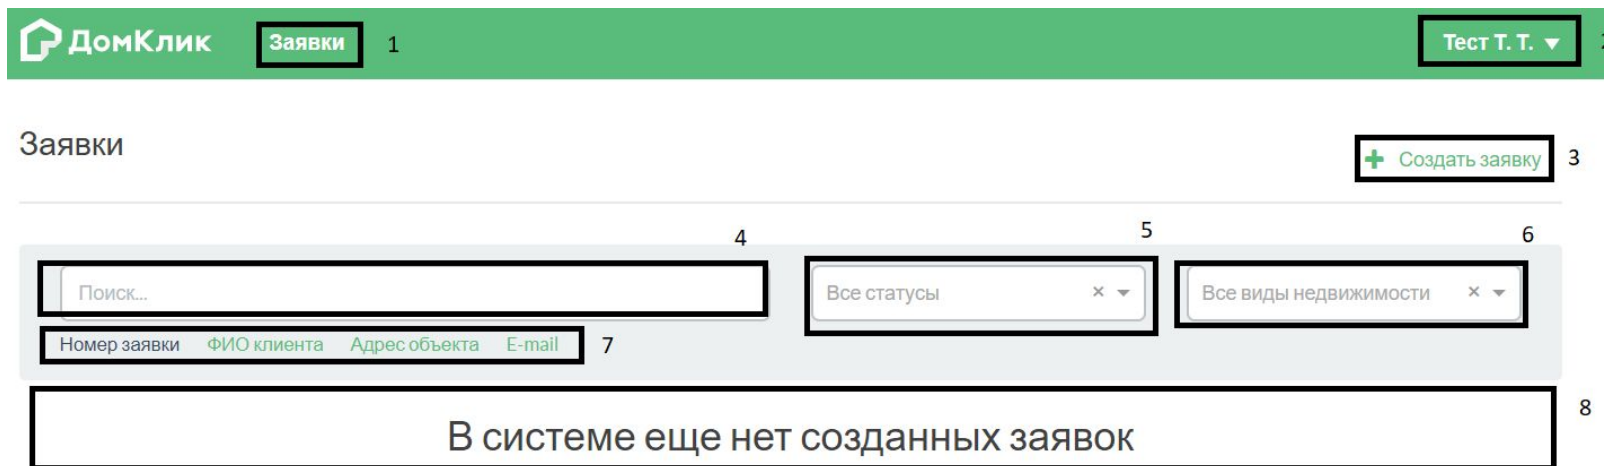 ДомКлик Заявки 1 Тест Т. Т. 2
Заявки
Создать заявку 3
4 5 6
Поиск... Все статусы Все виды недвижимости
Номер заявки ФИО клиента Адрес объекта E-mail 7
8
В системе еще нет созданных заявок